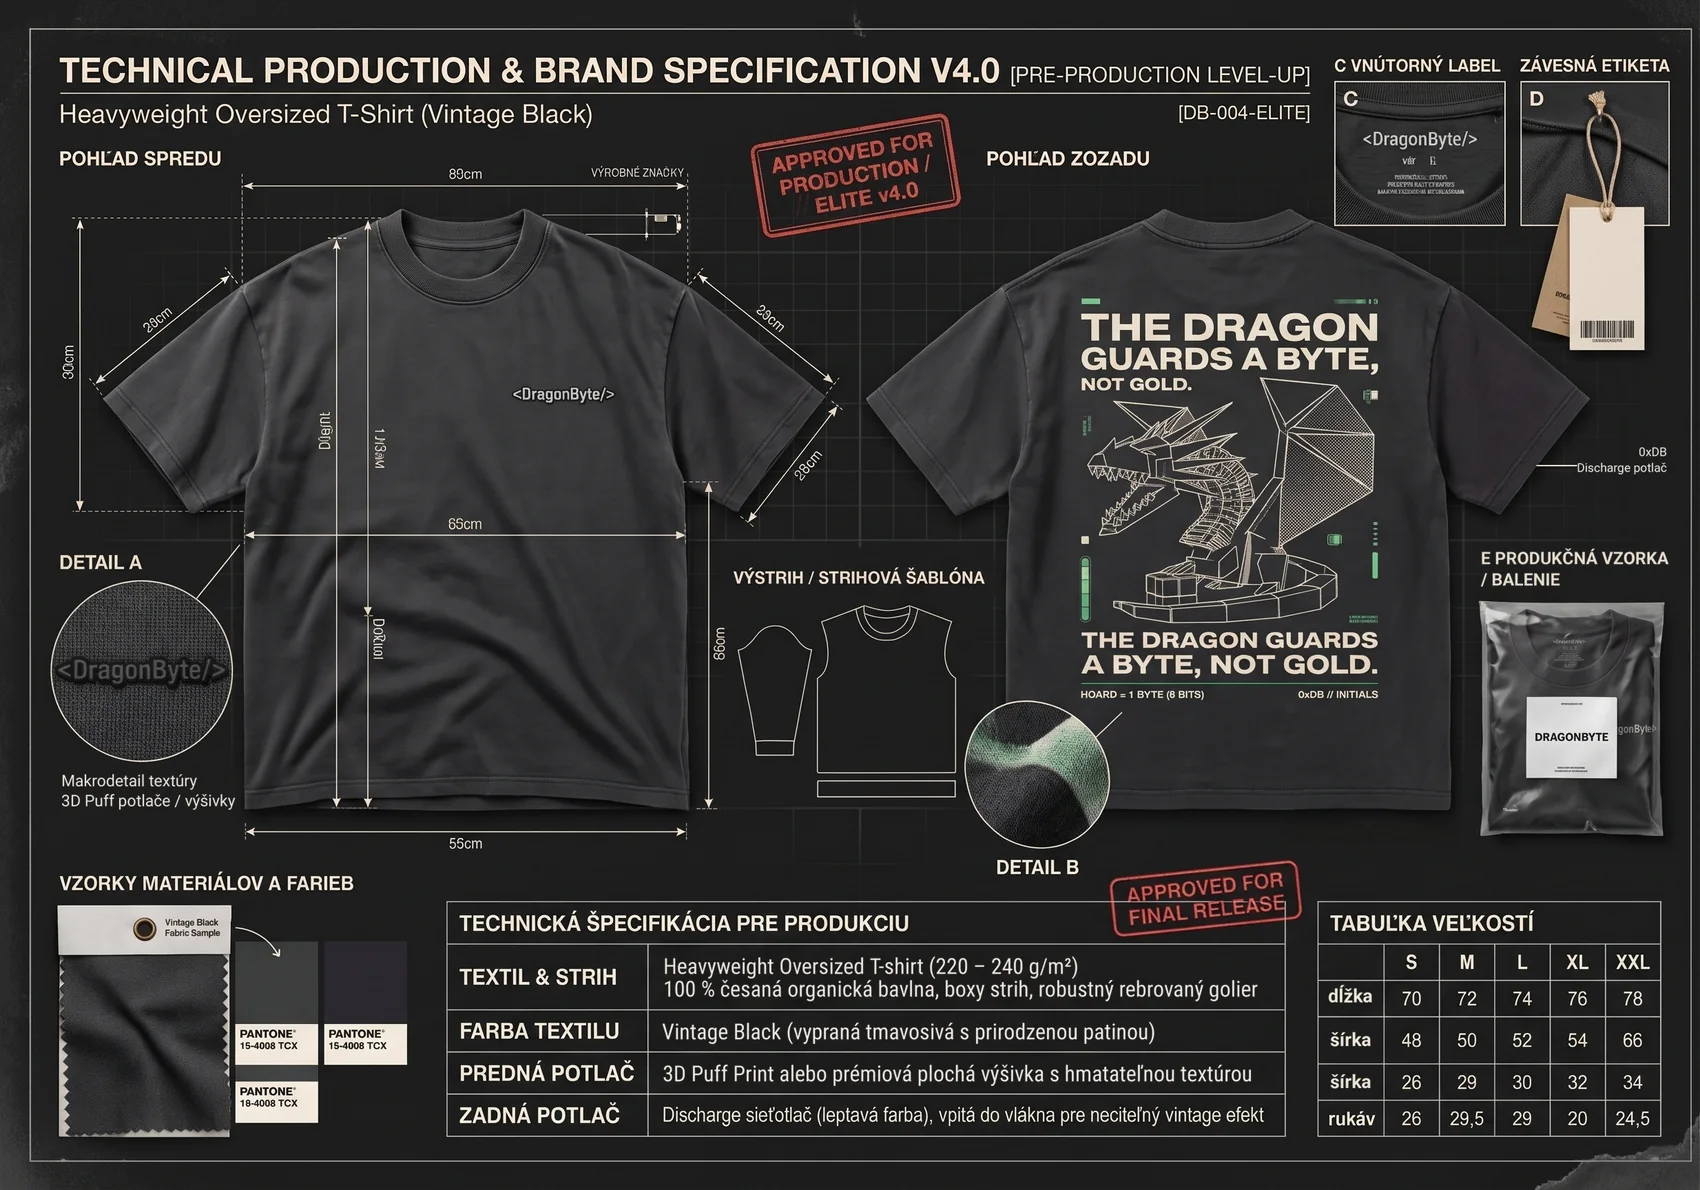 TECHNICAL PRODUCTION & BRAND SPECIFICATION V4.0 [PRE-PRODUCTION LEVEL-UP]
Heavyweight Oversized T-Shirt (Vintage Black)
[DB-004-ELITE]
C VNÚTORNÝ LABEL
ZÁVESNÁ ETIKETA
C
<DragonByte/>
D
POHĽAD SPREDU
APPROVED FOR
PRODUCTION /
ELITE v4.0
POHĽAD ZOZADU
89cm
VÝROBNÉ ZNAČKY
30cm
29cm
29cm
28cm
<DragonByte/>
65cm
66cm
55cm
THE DRAGON
GUARDS A BYTE,
NOT GOLD.
THE DRAGON GUARDS
A BYTE, NOT GOLD.
HOARD = 1 BYTE (8 BITS)
0xDB // INITIALS
0xDB
Discharge potlač
DETAIL A
<DragonByte/>
Makrodetail textúry
3D Puff potlače / výšivky
VÝSTRIH / STRIHOVÁ ŠABLÓNA
DETAIL B
E PRODUKČNÁ VZORKA
/ BALENIE
DRAGONBYTE
VZORKY MATERIÁLOV A FARIEB
Vintage Black
Fabric Sample
PANTONE®
15-4008 TCX
PANTONE®
15-4008 TCX
PANTONE®
18-4008 TCX
APPROVED FOR
FINAL RELEASE
TECHNICKÁ ŠPECIFIKÁCIA PRE PRODUKCIU
TEXTIL & STRIH
Heavyweight Oversized T-shirt (220 – 240 g/m²)
100 % česaná organická bavlna, boxy strih, robustný rebrovaný golier
FARBA TEXTILU
Vintage Black (vypraná tmavosivá s prirodzenou patinou)
PREDNÁ POTLAČ
3D Puff Print alebo prémiová plochá výšivka s hmatateľnou textúrou
ZADNÁ POTLAČ
Discharge sieťotlač (leptavá farba), vpitá do vlákna pre neciteľný vintage efekt
TABUĽKA VEĽKOSTÍ
S M L XL XXL
dĺžka 70 72 74 76 78
šírka 48 50 52 54 66
šírka 26 29 30 32 34
rukáv 26 29,5 29 20 24,5